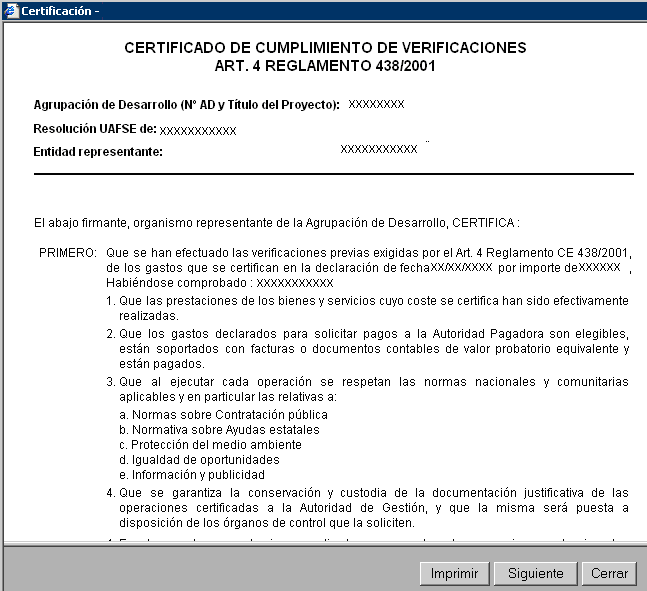 Certificación -
CERTIFICADO DE CUMPLIMIENTO DE VERIFICACIONES
ART. 4 REGLAMENTO 438/2001
Agrupación de Desarrollo (Nº AD y Título del Proyecto): XXXXXXXX
Resolución UAFSE de: XXXXXXXXXXX
Entidad representante: XXXXXXXXXXX
El abajo firmante, organismo representante de la Agrupación de Desarrollo, CERTIFICA :
PRIMERO: Que se han efectuado las verificaciones previas exigidas por el Art. 4 Reglamento CE 438/2001,
de los gastos que se certifican en la declaración de fechaXX/XX/XXXX por importe deXXXXXX ,
Habiéndose comprobado : XXXXXXXXXXX
1. Que las prestaciones de los bienes y servicios cuyo coste se certifica han sido efectivamente
realizadas.
2. Que los gastos declarados para solicitar pagos a la Autoridad Pagadora son elegibles,
están soportados con facturas o documentos contables de valor probatorio equivalente y
están pagados.
3. Que al ejecutar cada operación se respetan las normas nacionales y comunitarias
aplicables y en particular las relativas a:
a. Normas sobre Contratación pública
b. Normativa sobre Ayudas estatales
c. Protección del medio ambiente
d. Igualdad de oportunidades
e. Información y publicidad
4. Que se garantiza la conservación y custodia de la documentación justificativa de las
operaciones certificadas a la Autoridad de Gestión, y que la misma será puesta a
disposición de los órganos de control que la soliciten.
Imprimir Siguiente Cerrar